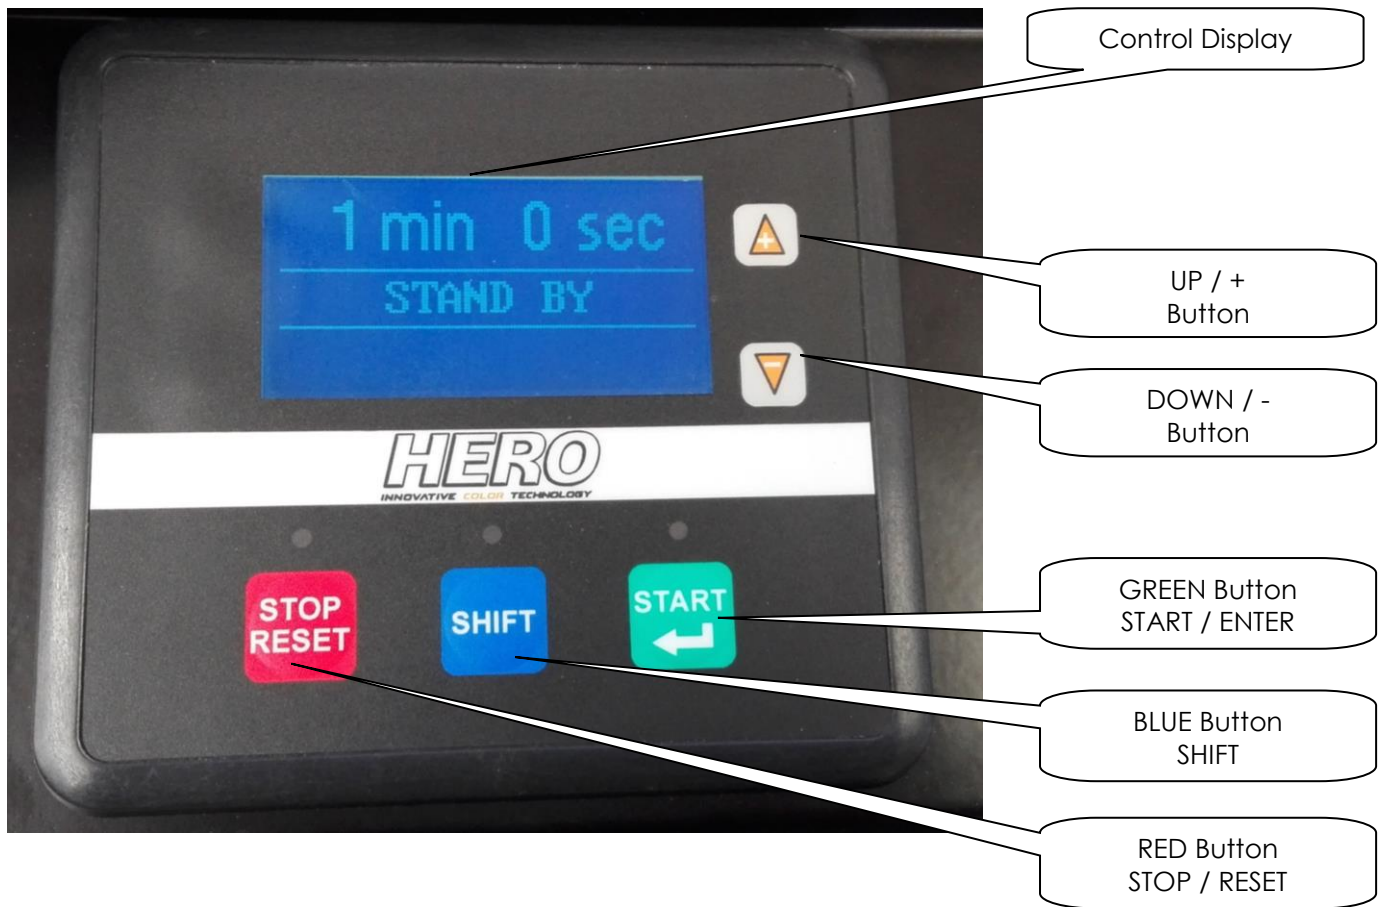 Control Display
1 min 0 sec
STAND BY
+
UP / +
Button
-
DOWN / -
Button
HERO
INNOVATIVE COLOR TECHNOLOGY
STOP
RESET
SHIFT
START
GREEN Button
START / ENTER
BLUE Button
SHIFT
RED Button
STOP / RESET